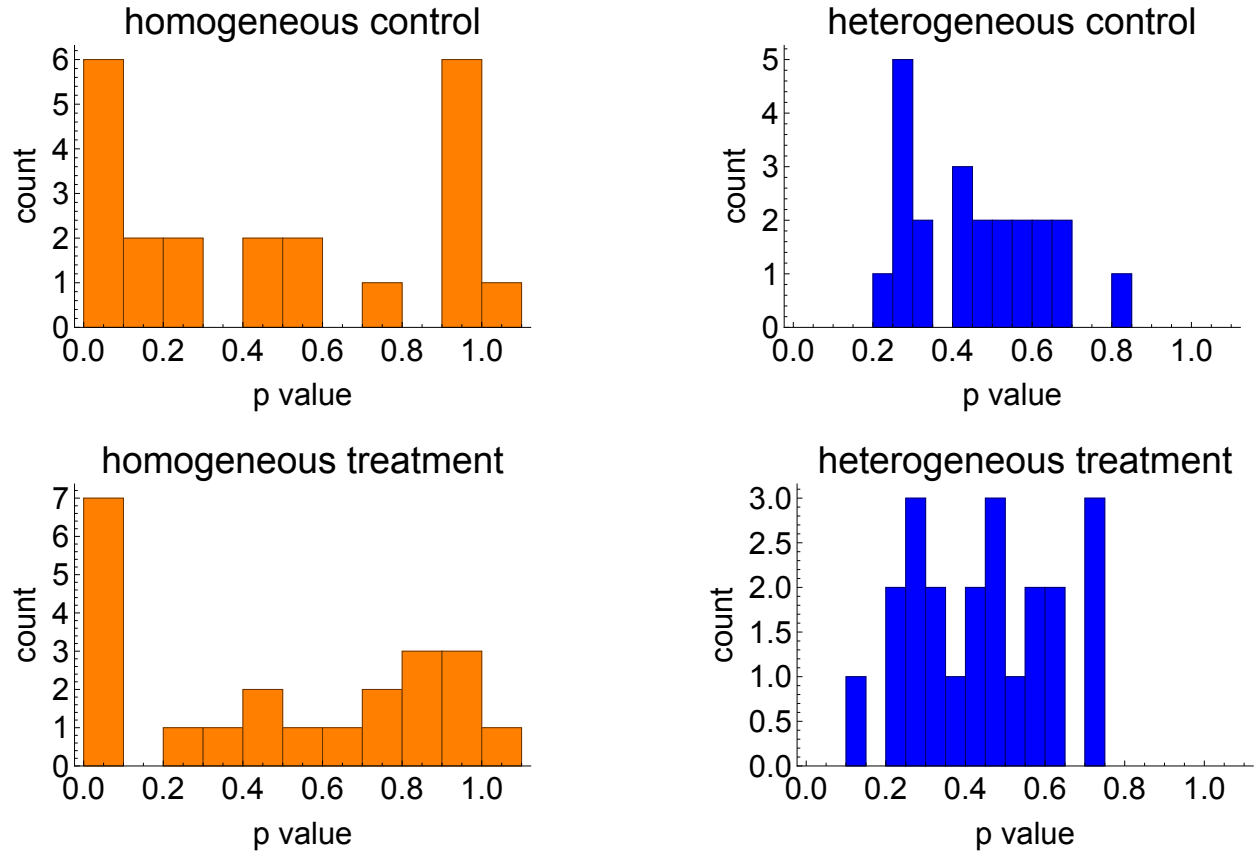 homogeneous control
6
5
4
3
2
1
0
count
0.0 0.2 0.4 0.6 0.8 1.0
p value
heterogeneous control
5
4
3
2
1
0
count
0.0 0.2 0.4 0.6 0.8 1.0
p value
homogeneous treatment
7
6
5
4
3
2
1
0
count
0.0 0.2 0.4 0.6 0.8 1.0
p value
heterogeneous treatment
3.0
2.5
2.0
1.5
1.0
0.5
0.0
count
0.0 0.2 0.4 0.6 0.8 1.0
p value